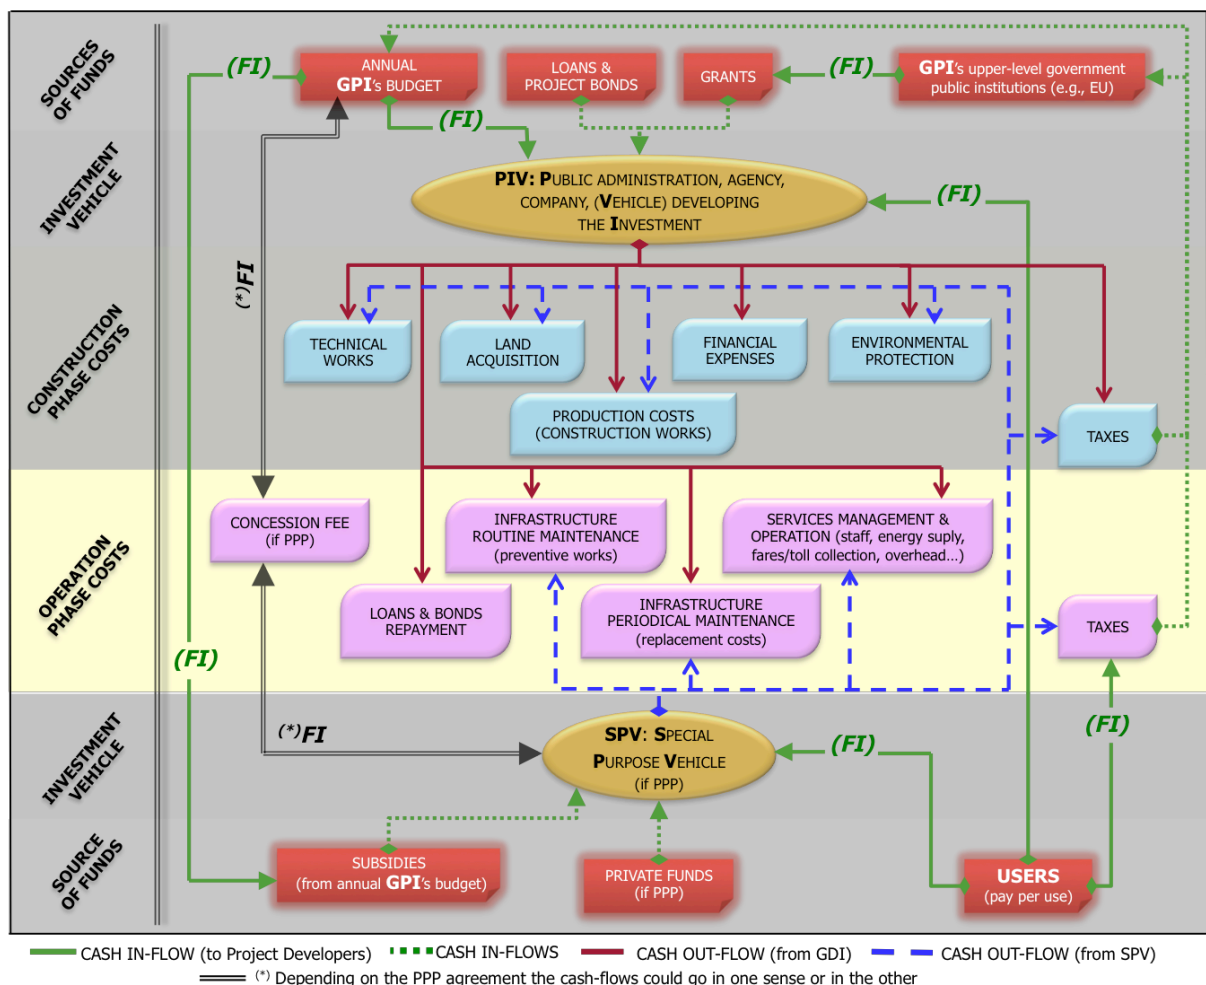 SOURCES
OF FUNDS
(FI)
ANNUAL
GPI's BUDGET
LOANS &
PROJECT BONDS
GRANTS
(FI)
GPI's upper-level government
public institutions (e.g., EU)
(FI)
INVESTMENT
VEHICLE
PIV: PUBLIC ADMINISTRATION, AGENCY,
COMPANY, (VEHICLE) DEVELOPING
THE INVESTMENT
(FI)
(*)FI
CONSTRUCTION
PHASE COSTS
TECHNICAL
WORKS
LAND
ACQUISITION
FINANCIAL
EXPENSES
ENVIRONMENTAL
PROTECTION
PRODUCTION COSTS
(CONSTRUCTION WORKS)
TAXES
OPERATION
PHASE COSTS
CONCESSION FEE
(if PPP)
INFRASTRUCTURE
ROUTINE MAINTENANCE
(preventive works)
SERVICES MANAGEMENT &
OPERATION (staff, energy suply,
fares/toll collection, overhead...)
LOANS & BONDS
REPAYMENT
INFRASTRUCTURE
PERIODICAL MAINTENANCE
(replacement costs)
TAXES
(FI)
INVESTMENT
VEHICLE
(*)FI
SPV: SPECIAL
PURPOSE VEHICLE
(if PPP)
(FI)
(FI)
SOURCE
OF FUNDS
SUBSIDIES
(from annual GPI's budget)
PRIVATE FUNDS
(if PPP)
USERS
(pay per use)
CASH IN-FLOW (to Project Developers)
CASH IN-FLOWS
CASH OUT-FLOW (from GDI)
CASH OUT-FLOW (from SPV)
(*) Depending on the PPP agreement the cash-flows could go in one sense or in the other